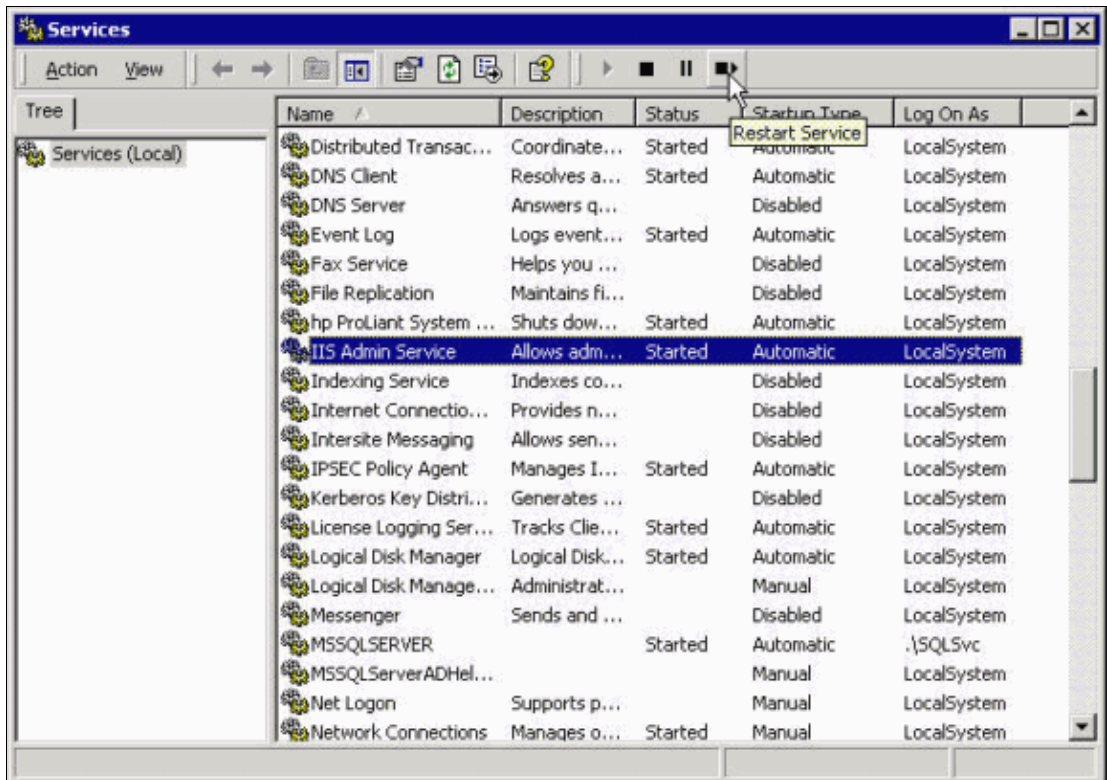 Services
Action View
Tree
Name Description Status Startup Type Log On As
Restart Service
Services (Local)
Distributed Transac... Coordinate... Started Automatic LocalSystem
DNS Client Resolves a... Started Automatic LocalSystem
DNS Server Answers q... Disabled LocalSystem
Event Log Logs event... Started Automatic LocalSystem
Fax Service Helps you ... Disabled LocalSystem
File Replication Maintains fi... Disabled LocalSystem
hp ProLiant System ... Shuts dow... Started Automatic LocalSystem
IIS Admin Service Allows adm... Started Automatic LocalSystem
Indexing Service Indexes co... Disabled LocalSystem
Internet Connectio... Provides n... Disabled LocalSystem
Intersite Messaging Allows sen... Disabled LocalSystem
IPSEC Policy Agent Manages I... Started Automatic LocalSystem
Kerberos Key Distri... Generates ... Disabled LocalSystem
License Logging Ser... Tracks Clie... Started Automatic LocalSystem
Logical Disk Manager Logical Disk... Started Automatic LocalSystem
Logical Disk Manage... Administrat... Manual LocalSystem
Messenger Sends and ... Disabled LocalSystem
MSSQLSERVER Started Automatic .\SQLSvc
MSSQLServerADHel... Manual LocalSystem
Net Logon Supports p... Manual LocalSystem
Network Connections Manages o... Started Manual LocalSystem